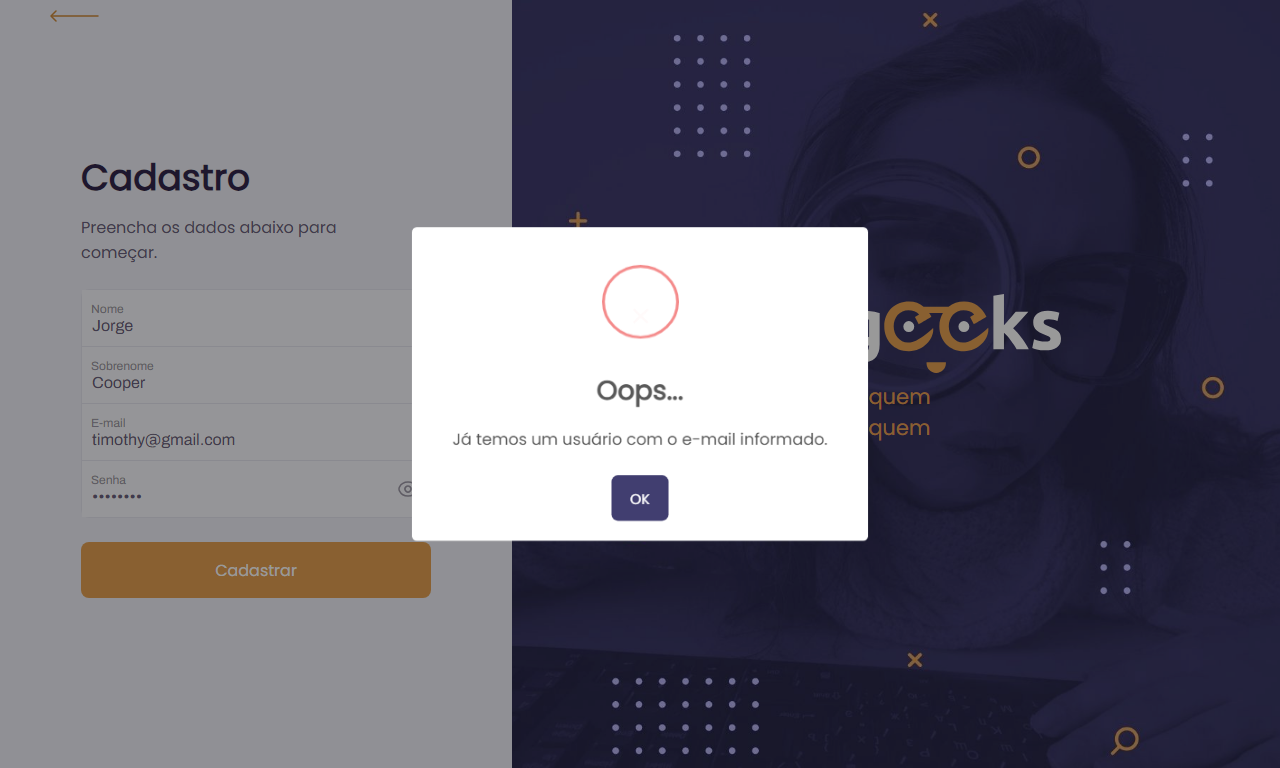 Cadastro
Preencha os dados abaixo para
começar.
Nome
Jorge
Sobrenome
Cooper
E-mail
timothy@gmail.com
Senha
••••••••
Cadastrar
Oops...
Já temos um usuário com o e-mail informado.
OK
geeks
quem
quem